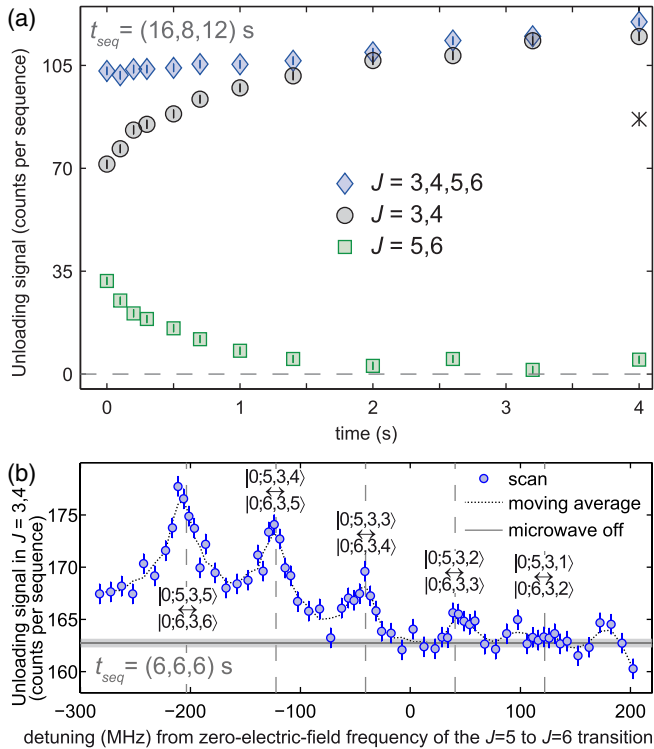 (a)
t_seq = (16,8,12) s
Unloading signal (counts per sequence)
105
70
35
0
J = 3,4,5,6
J = 3,4
J = 5,6
0
1
2
3
4
time (s)
(b)
Unloading signal in J = 3,4
(counts per sequence)
175
170
165
160
|0;5,3,5⟩
↔
|0;6,3,6⟩
|0;5,3,4⟩
↔
|0;6,3,5⟩
|0;5,3,3⟩
↔
|0;6,3,4⟩
|0;5,3,2⟩
↔
|0;6,3,3⟩
|0;5,3,1⟩
↔
|0;6,3,2⟩
scan
moving average
microwave off
t_seq = (6,6,6) s
−300
−200
−100
0
100
200
detuning (MHz) from zero-electric-field frequency of the J=5 to J=6 transition